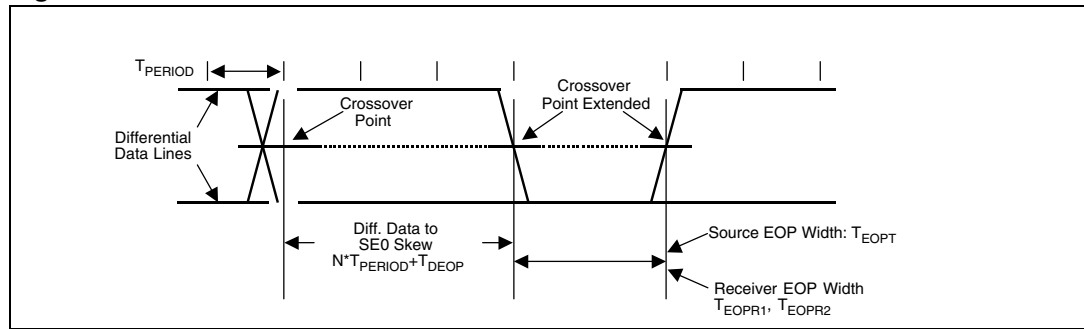 TPERIOD
Crossover
Point
Crossover
Point Extended
Differential
Data Lines
Diff. Data to
SE0 Skew
N*TPERIOD+TDEOP
Source EOP Width: TEOPT
Receiver EOP Width
TEOPR1, TEOPR2